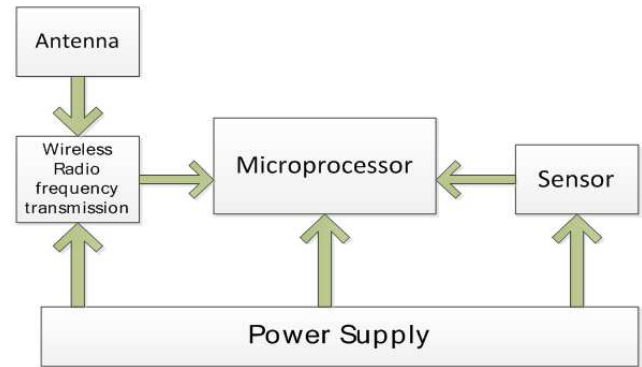 Antenna
Wireless
Radio
frequency
transmission
Microprocessor
Sensor
Power Supply